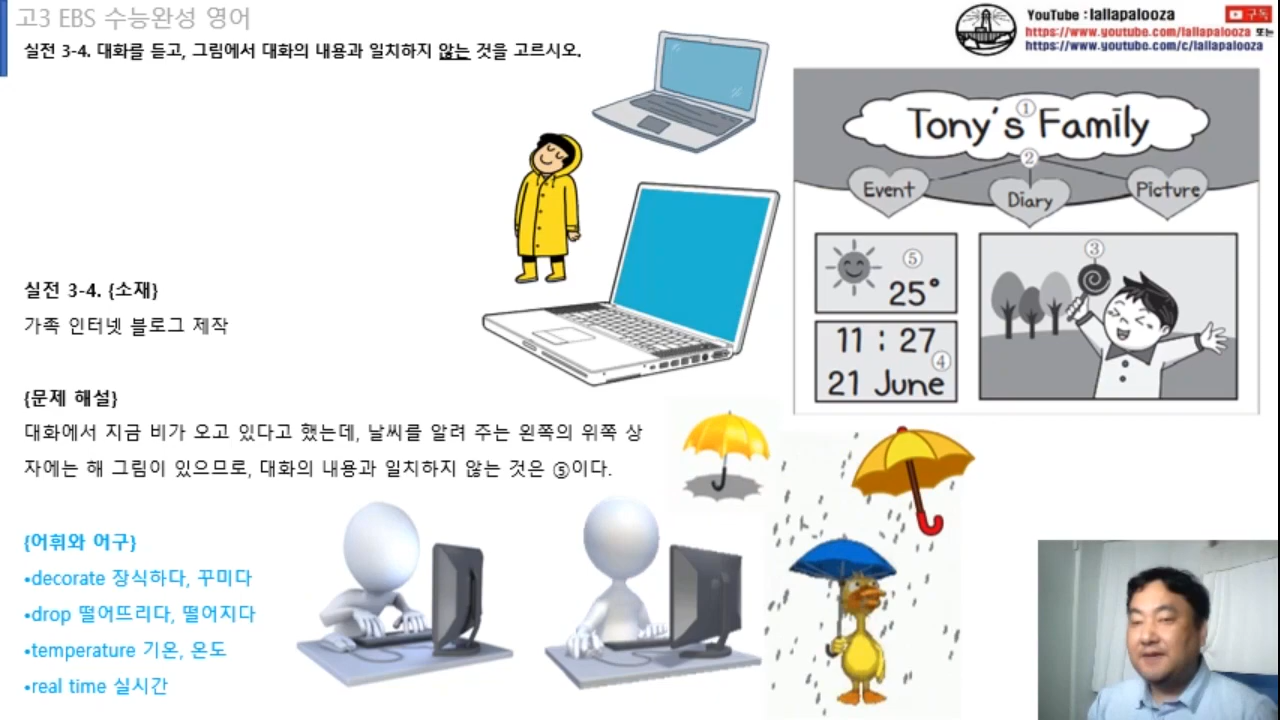 고3 EBS 수능완성 영어
실전 3-4. 대화를 듣고, 그림에서 대화의 내용과 일치하지 않는 것을 고르시오.
YouTube : lallapalooza
구독
https://www.youtube.com/lallapalooza 또는
https://www.youtube.com/c/lallapalooza
①
Tony's Family
②
Event
Diary
Picture
⑤
25°
③
11 : 27
④
21 June
실전 3-4. {소재}
가족 인터넷 블로그 제작
{문제 해설}
대화에서 지금 비가 오고 있다고 했는데, 날씨를 알려 주는 왼쪽의 위쪽 상
자에는 해 그림이 있으므로, 대화의 내용과 일치하지 않는 것은 ⑤이다.
{어휘와 어구}
•decorate 장식하다, 꾸미다
•drop 떨어뜨리다, 떨어지다
•temperature 기온, 온도
•real time 실시간